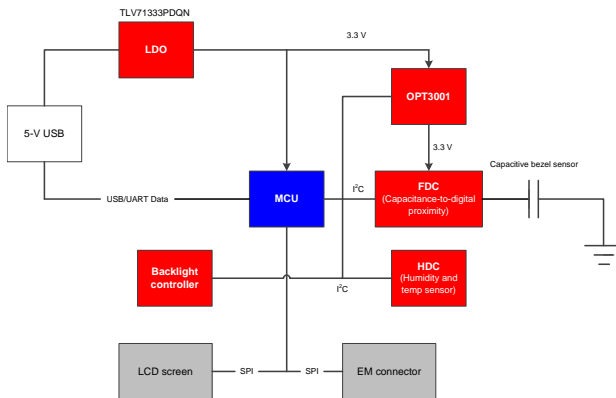 TLV71333PDQN
LDO
3.3 V
OPT3001
5-V USB
3.3 V
Capacitive bezel sensor
I²C
FDC
(Capacitance-to-digital
proximity)
USB/UART Data
MCU
Backlight
controller
HDC
(Humidity and
temp sensor)
I²C
LCD screen
SPI
SPI
EM connector